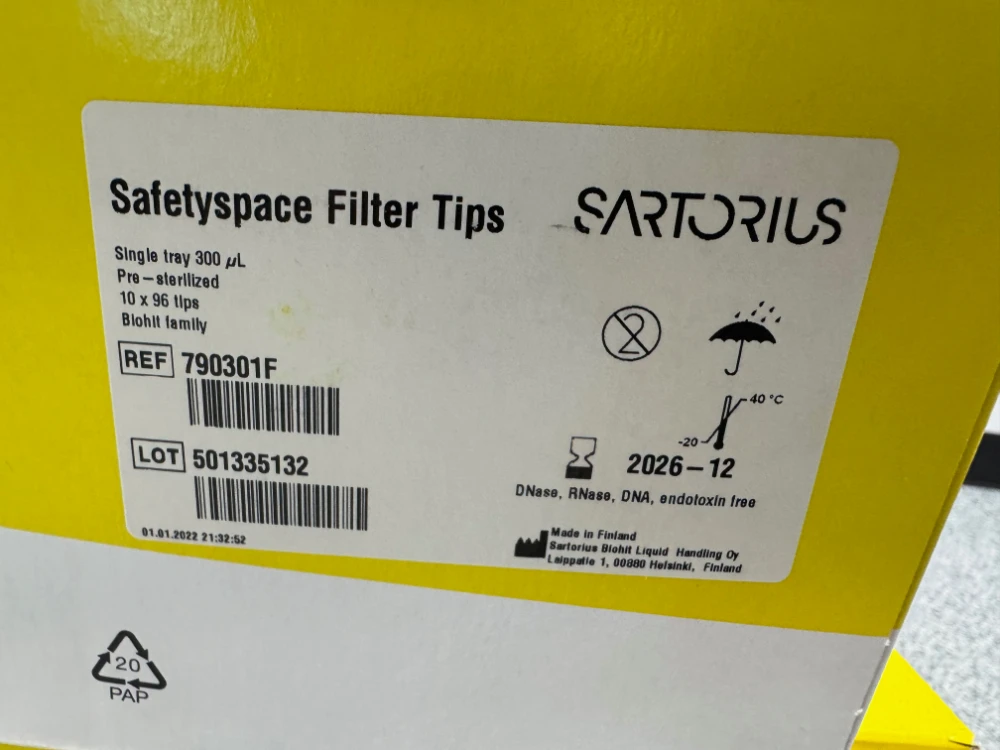 Safetyspace Filter Tips
SARTORIUS
Single tray 300 µL
Pre-sterilized
10 x 96 tips
Biohit family
REF 790301F
LOT 501335132
01.01.2022 21:32:52
2
40 °C
-20
2026-12
DNase, RNase, DNA, endotoxin free
Made in Finland
Sartorius Biohit Liquid Handling Oy
Laippatie 1, 00880 Helsinki, Finland
20
PAP